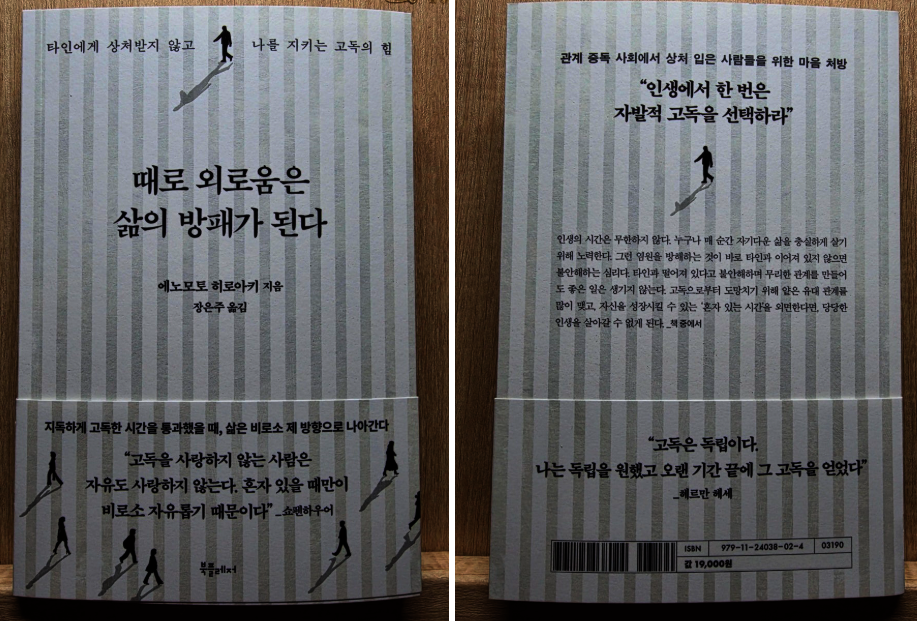 타인에게 상처받지 않고 나를 지키는 고독의 힘
때로 외로움은
삶의 방패가 된다
에노모토 히로아키 지음
장은주 옮김
지독하게 고독한 시간을 통과했을 때, 삶은 비로소 제 방향으로 나아간다
“고독을 사랑하지 않는 사람은
자유도 사랑하지 않는다. 혼자 있을 때만이
비로소 자유롭기 때문이다” _쇼펜하우어
북플레저
관계 중독 사회에서 상처 입은 사람들을 위한 마음 처방
“인생에서 한 번은
자발적 고독을 선택하라”
인생의 시간은 무한하지 않다. 누구나 매 순간 자기다운 삶을 충실하게 살기
위해 노력한다. 그런 염원을 방해하는 것이 바로 타인과 이어져 있지 않으면
불안해하는 심리다. 타인과 떨어져 있다고 불안해하며 무리한 관계를 만들어
도 좋은 일은 생기지 않는다. 고독으로부터 도망치기 위해 얕은 유대 관계를
많이 맺고, 자신을 성장시킬 수 있는 ‘혼자 있는 시간’을 외면한다면, 당당한
인생을 살아갈 수 없게 된다. _책 중에서
“고독은 독립이다.
나는 독립을 원했고 오랜 기간 끝에 그 고독을 얻었다”
_헤르만 헤세
ISBN 979-11-24038-02-4 03190
값 19,000원